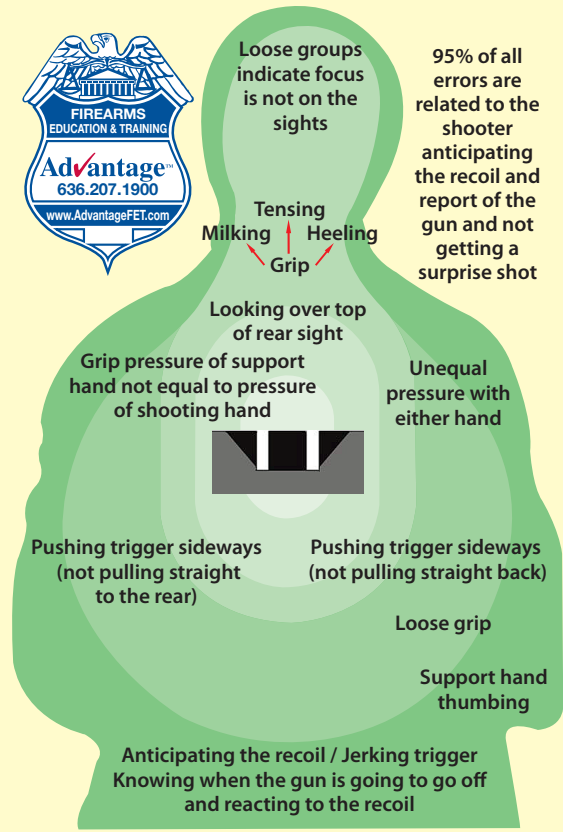 FIREARMS
EDUCATION & TRAINING
Advantage™
636.207.1900
www.AdvantageFET.com
Loose groups
indicate focus
is not on the
sights
95% of all
errors are
related to the
shooter
anticipating
the recoil and
report of the
gun and not
getting a
surprise shot
Tensing
Milking
Heeling
Grip
Looking over top
of rear sight
Grip pressure of support
hand not equal to pressure
of shooting hand
Unequal
pressure with
either hand
Pushing trigger sideways
(not pulling straight
to the rear)
Pushing trigger sideways
(not pulling straight back)
Loose grip
Support hand
thumbing
Anticipating the recoil / Jerking trigger
Knowing when the gun is going to go off
and reacting to the recoil